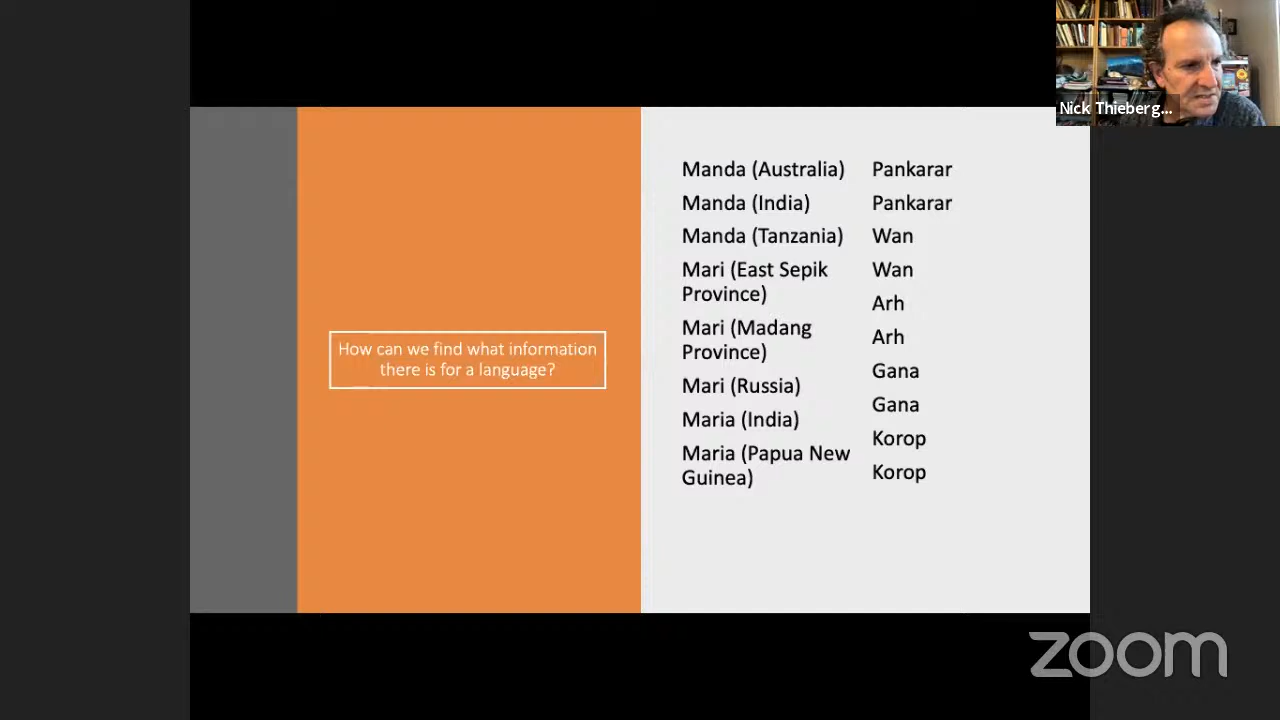 Nick Thieberg...
How can we find what information
there is for a language?
Manda (Australia)
Manda (India)
Manda (Tanzania)
Mari (East Sepik
Province)
Mari (Madang
Province)
Mari (Russia)
Maria (India)
Maria (Papua New
Guinea)
Pankarar
Pankarar
Wan
Wan
Arh
Arh
Gana
Gana
Korop
Korop
zoom